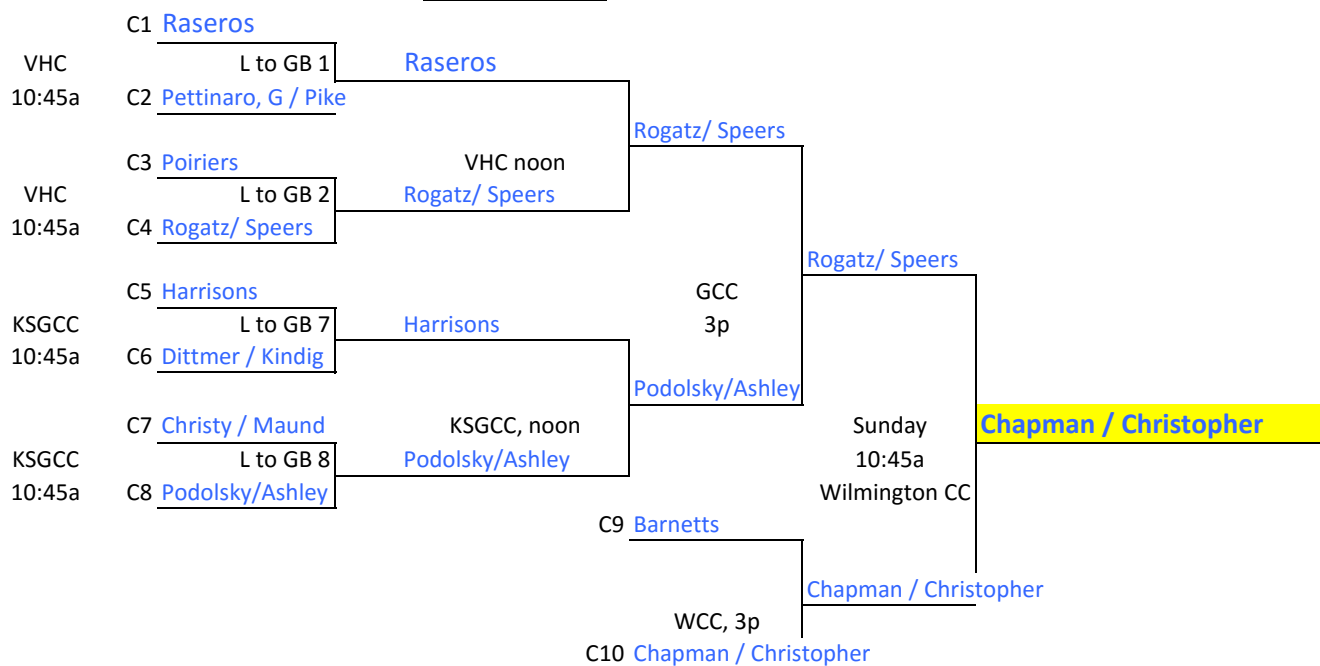 C1 Raseros
VHC L to GB 1 Raseros
10:45a C2 Pettinaro, G / Pike
Rogatz/ Speers
C3 Poiriers VHC noon
VHC L to GB 2 Rogatz/ Speers
10:45a C4 Rogatz/ Speers
Rogatz/ Speers
C5 Harrisons GCC
KSGCC L to GB 7 Harrisons 3p
10:45a C6 Dittmer / Kindig
Podolsky/Ashley
C7 Christy / Maund KSGCC, noon Sunday Chapman / Christopher
KSGCC L to GB 8 Podolsky/Ashley 10:45a
10:45a C8 Podolsky/Ashley Wilmington CC
C9 Barnetts
Chapman / Christopher
WCC, 3p
C10 Chapman / Christopher